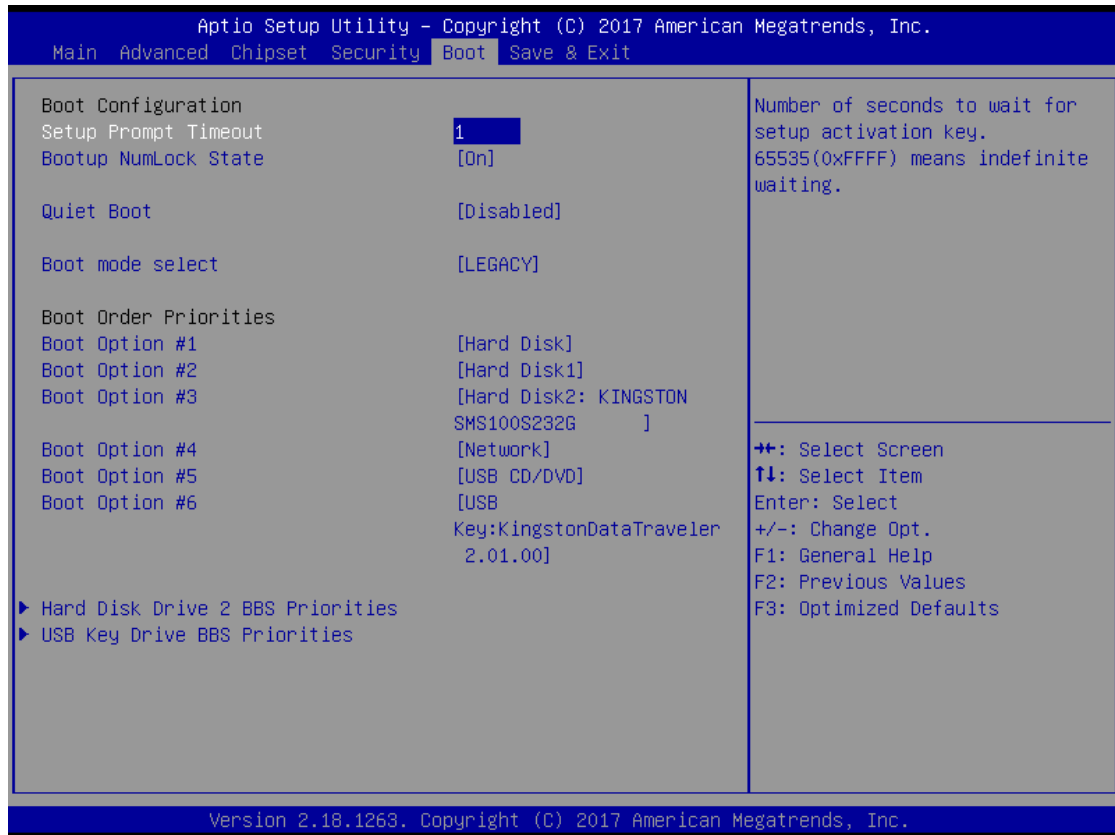 Aptio Setup Utility – Copyright (C) 2017 American Megatrends, Inc.
Main Advanced Chipset Security Boot Save & Exit
Boot Configuration
Setup Prompt Timeout 1
Bootup NumLock State [On]
Quiet Boot [Disabled]
Boot mode select [LEGACY]
Boot Order Priorities
Boot Option #1 [Hard Disk]
Boot Option #2 [Hard Disk1]
Boot Option #3 [Hard Disk2: KINGSTON
SMS100S232G ]
Boot Option #4 [Network]
Boot Option #5 [USB CD/DVD]
Boot Option #6 [USB
Key:KingstonDataTraveler
2.01.00]
▶ Hard Disk Drive 2 BBS Priorities
▶ USB Key Drive BBS Priorities
Number of seconds to wait for
setup activation key.
65535(0xFFFF) means indefinite
waiting.
→←: Select Screen
↑↓: Select Item
Enter: Select
+/-: Change Opt.
F1: General Help
F2: Previous Values
F3: Optimized Defaults
Version 2.18.1263. Copyright (C) 2017 American Megatrends, Inc.